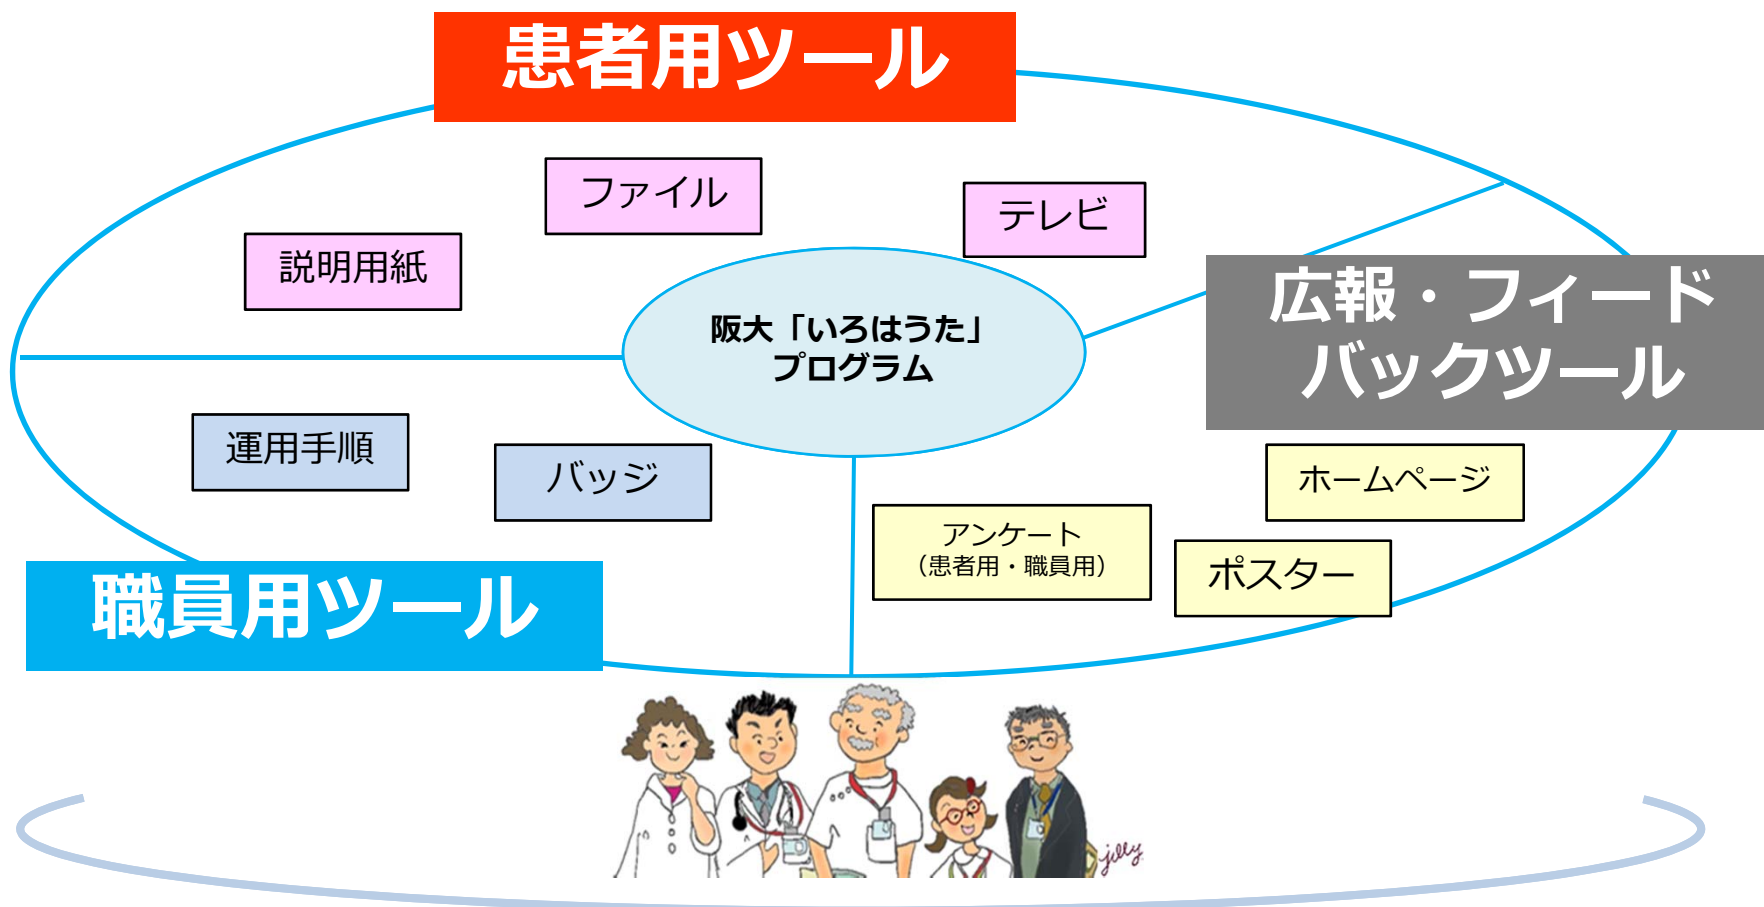 患者用ツール
ファイル
テレビ
説明用紙
広報・フィード
バックツール
阪大「いろはうた」
プログラム
運用手順
バッジ
ホームページ
アンケート
（患者用・職員用）
ポスター
職員用ツール
jilly